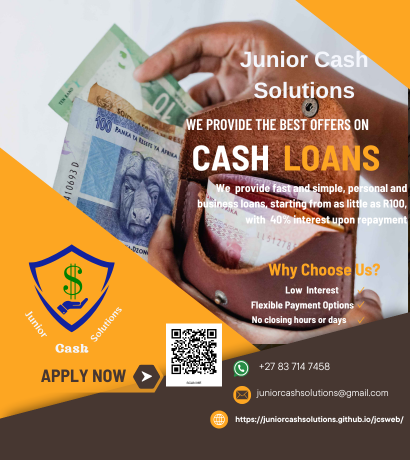 Junior Cash
Solutions
WE PROVIDE THE BEST OFFERS ON
CASH LOANS
We provide fast and simple, personal and
business loans, starting from as little as R100,
with 40% interest upon repayment
Why Choose Us?
Low Interest
Flexible Payment Options
No closing hours or days
$
Junior Cash Solutions
APPLY NOW
+27 83 714 7458
juniorcashsolutions@gmail.com
https://juniorcashsolutions.github.io/jcsweb/
10
100